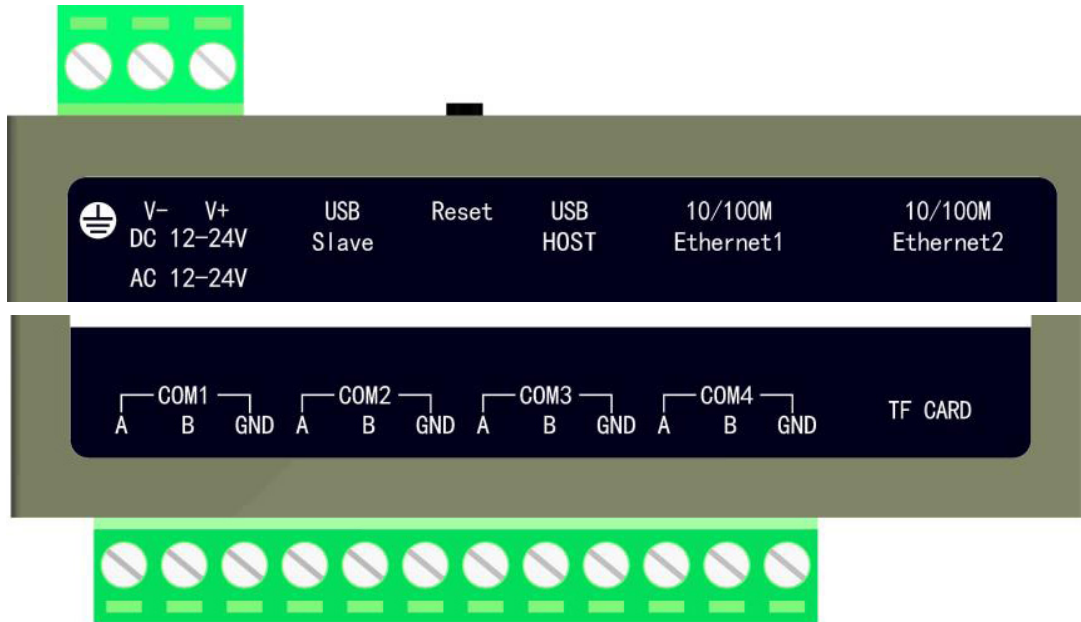 V- V+ USB Reset USB 10/100M 10/100M
DC 12-24V Slave HOST Ethernet1 Ethernet2
AC 12-24V
COM1 COM2 COM3 COM4
A B GND A B GND A B GND A B GND TF CARD